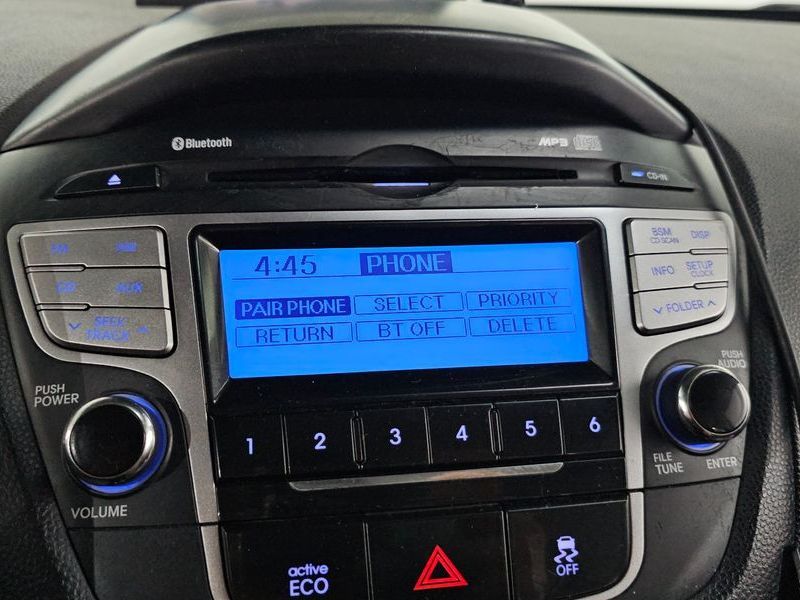 Bluetooth
MP3
CD-IN
FM
AM
CD
AUX
SEEK
TRACK
4:45 PHONE
PAIR PHONE SELECT PRIORITY
RETURN BT OFF DELETE
BSM
CD SCAN
DISP
INFO
SETUP
CLOCK
FOLDER
PUSH
POWER
VOLUME
1 2 3 4 5 6
PUSH
AUDIO
FILE
TUNE
ENTER
active
ECO
OFF